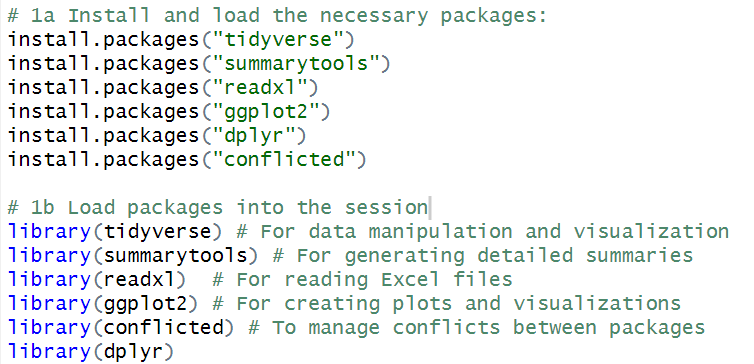 # 1a Install and load the necessary packages:
install.packages("tidyverse")
install.packages("summarytools")
install.packages("readxl")
install.packages("ggplot2")
install.packages("dplyr")
install.packages("conflicted")
# 1b Load packages into the session
library(tidyverse) # For data manipulation and visualization
library(summarytools) # For generating detailed summaries
library(readxl)  # For reading Excel files
library(ggplot2) # For creating plots and visualizations
library(conflicted) # To manage conflicts between packages
library(dplyr)